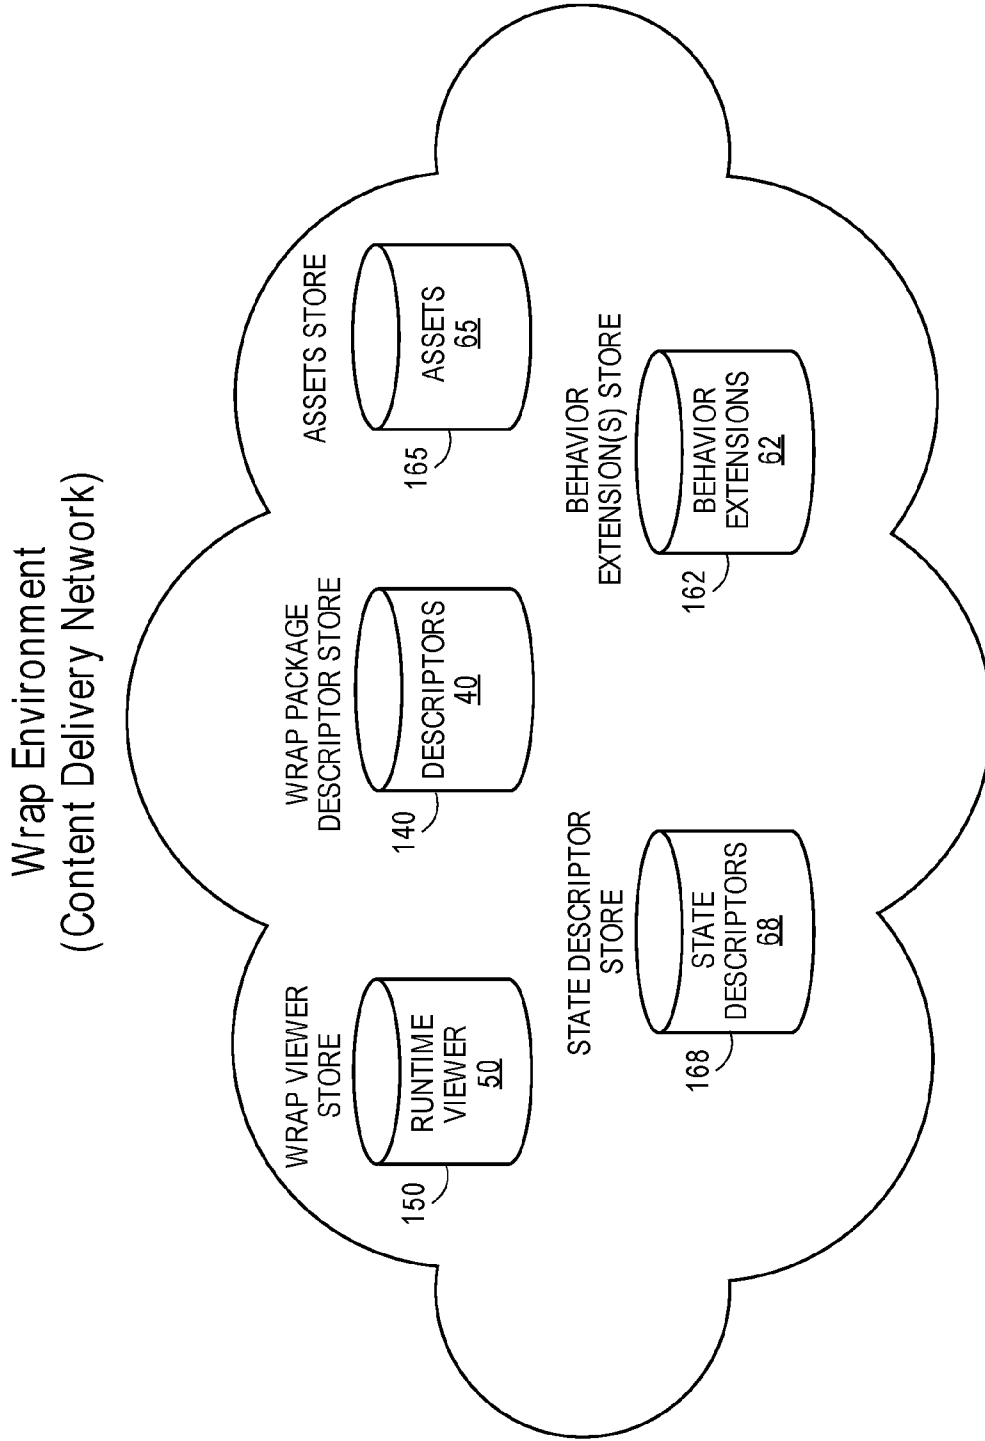 Wrap Environment
(Content Delivery Network)
WRAP VIEWER
STORE
RUNTIME
VIEWER
50
150
WRAP PACKAGE
DESCRIPTOR STORE
DESCRIPTORS
40
140
ASSETS STORE
ASSETS
65
165
STATE DESCRIPTOR
STORE
STATE
DESCRIPTORS
68
168
BEHAVIOR
EXTENSION(S) STORE
BEHAVIOR
EXTENSIONS
62
162